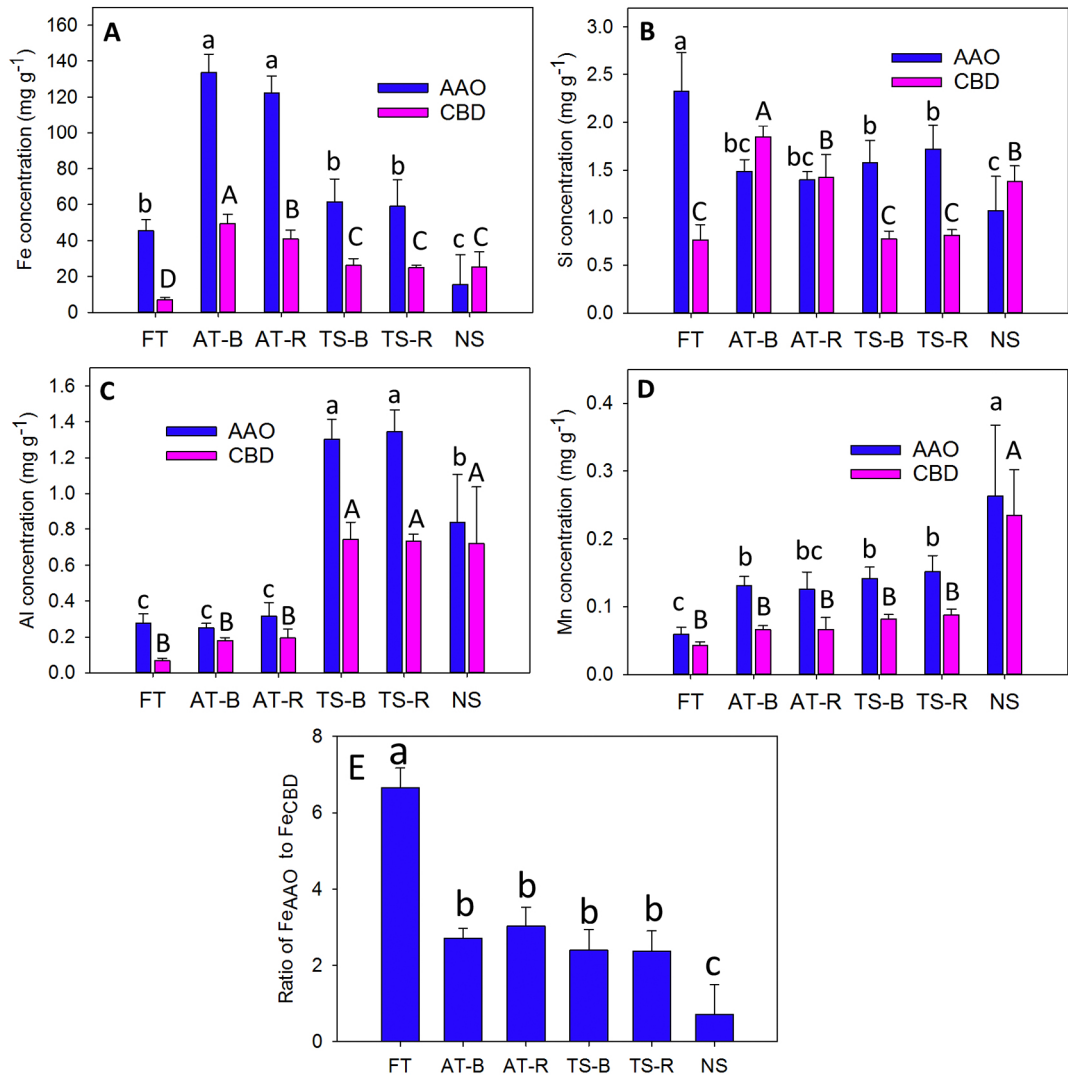 A
Fe concentration (mg g-1)
160
140
120
100
80
60
40
20
0
AAO
CBD
b
D
a
A
a
B
b
C
b
C
c
C
FT AT-B AT-R TS-B TS-R NS
B
Si concentration (mg g-1)
3.0
2.5
2.0
1.5
1.0
0.5
0.0
AAO
CBD
a
C
bc
A
bc
B
b
C
b
C
c
B
FT AT-B AT-R TS-B TS-R NS
C
Al concentration (mg g-1)
1.6
1.4
1.2
1.0
0.8
0.6
0.4
0.2
0.0
AAO
CBD
c
B
c
B
c
B
a
A
a
A
b
A
FT AT-B AT-R TS-B TS-R NS
D
Mn concentration (mg g-1)
0.4
0.3
0.2
0.1
0.0
AAO
CBD
c
B
b
B
bc
B
b
B
b
B
a
A
FT AT-B AT-R TS-B TS-R NS
E
Ratio of FeAAO to FeCBD
8
6
4
2
0
a
b
b
b
b
c
FT AT-B AT-R TS-B TS-R NS